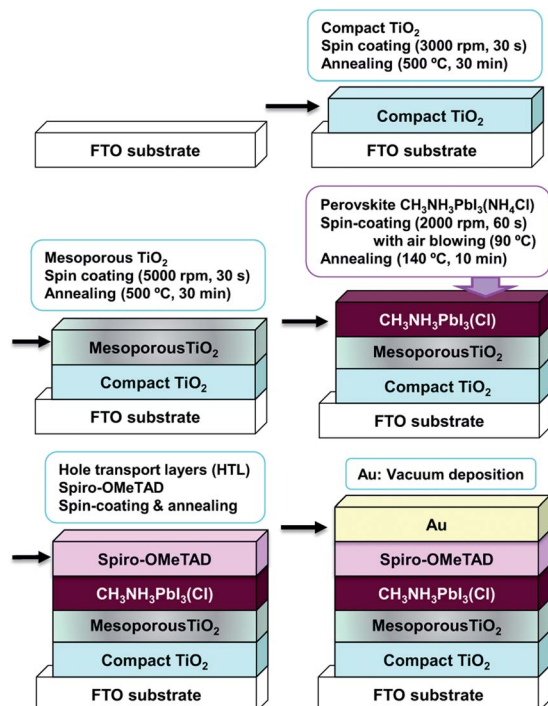 Compact TiO₂
Spin coating (3000 rpm, 30 s)
Annealing (500 ºC, 30 min)
Compact TiO₂
FTO substrate
FTO substrate
Mesoporous TiO₂
Spin coating (5000 rpm, 30 s)
Annealing (500 ºC, 30 min)
MesoporousTiO₂
Compact TiO₂
FTO substrate
Perovskite CH₃NH₃PbI₃(NH₄Cl)
Spin-coating (2000 rpm, 60 s)
with air blowing (90 ºC)
Annealing (140 ºC, 10 min)
CH₃NH₃PbI₃(Cl)
MesoporousTiO₂
Compact TiO₂
FTO substrate
Hole transport layers (HTL)
Spiro-OMeTAD
Spin-coating & annealing
Spiro-OMeTAD
CH₃NH₃PbI₃(Cl)
MesoporousTiO₂
Compact TiO₂
FTO substrate
Au: Vacuum deposition
Au
Spiro-OMeTAD
CH₃NH₃PbI₃(Cl)
MesoporousTiO₂
Compact TiO₂
FTO substrate